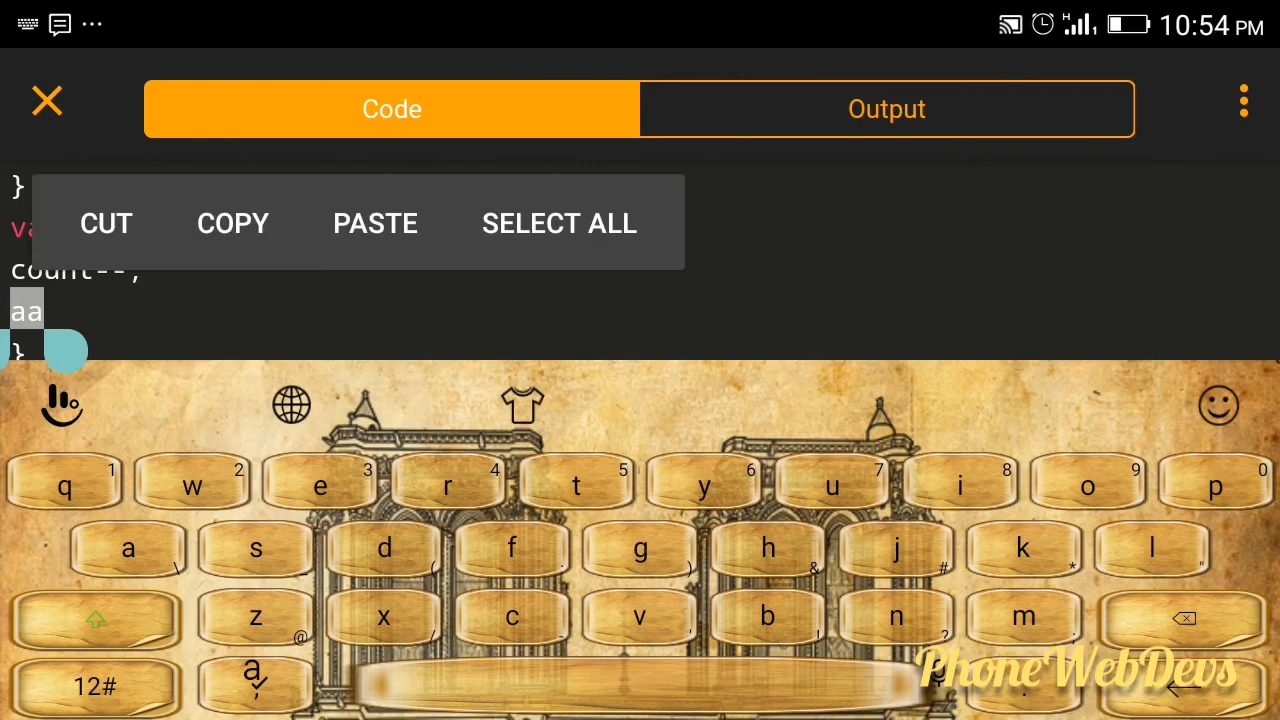 10:54 PM
Code Output
}
va
CUT COPY PASTE SELECT ALL
count--;
aa
}
q 1 w 2 e 3 r 4 t 5 y 6 u 7 i 8 o 9 p 0
a \ s _ d ( f : g ) h & j # k * l "
z @ x / c - v ' b ! n ? m ;
12# a , .
PhoneWebDevs